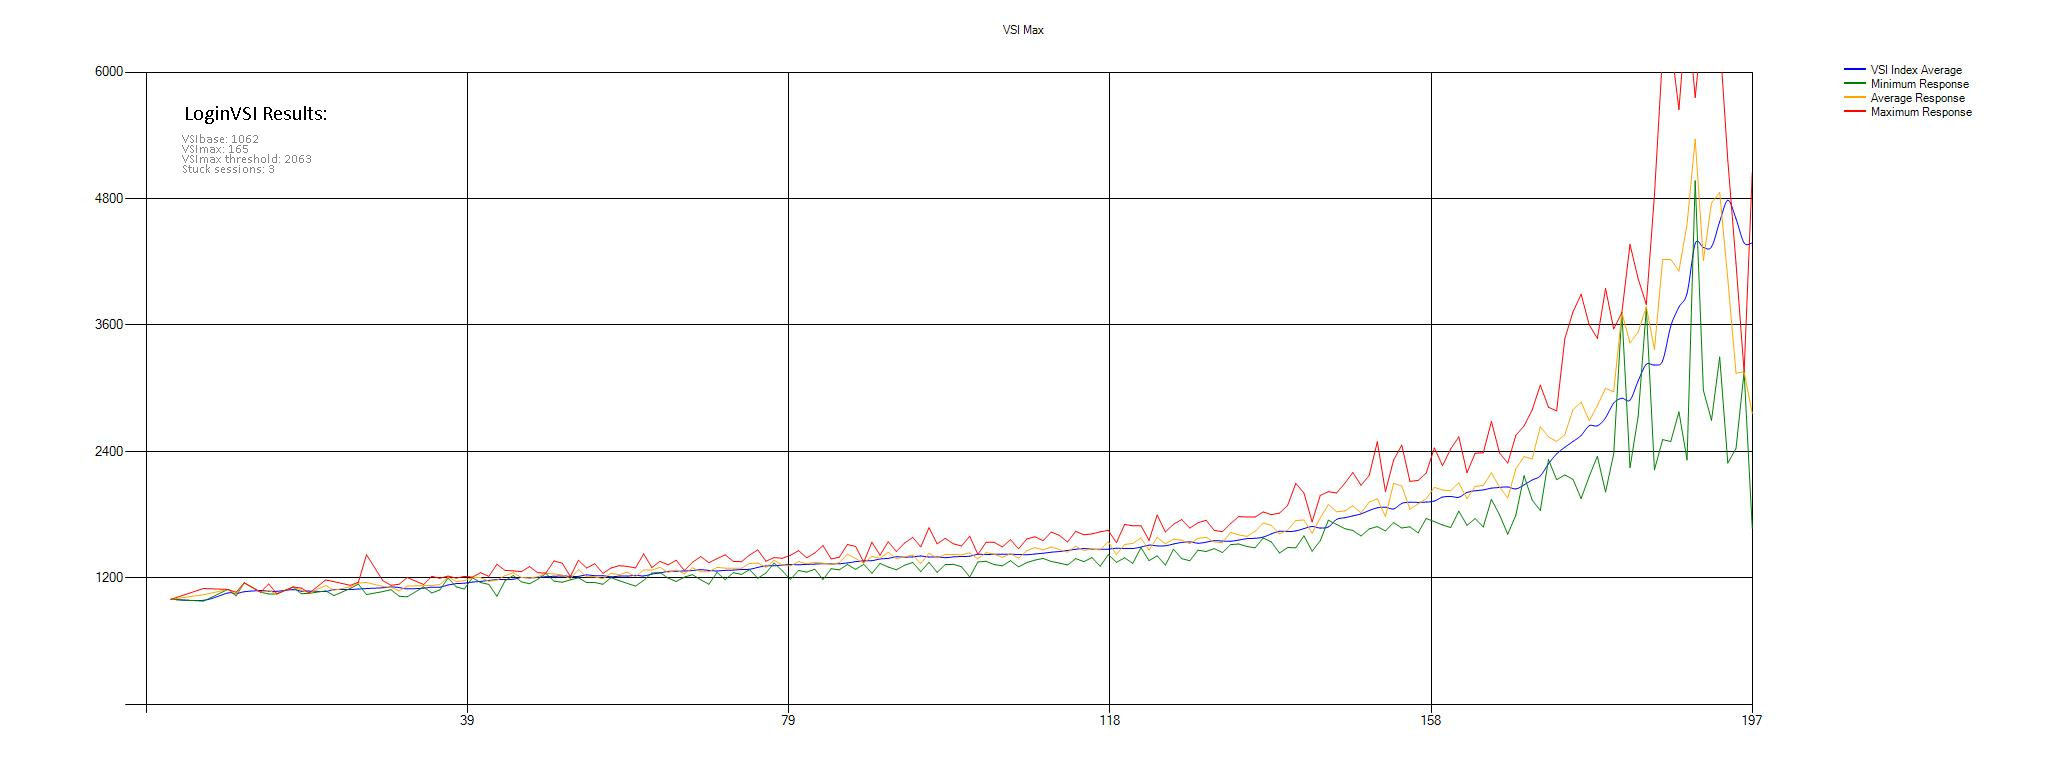 VSI Max
6000
4800
3600
2400
1200
39
79
118
158
197
LoginVSI Results:
VSIbase: 1062
VSImax: 165
VSImax threshold: 2063
Stuck sessions: 3
VSI Index Average
Minimum Response
Average Response
Maximum Response